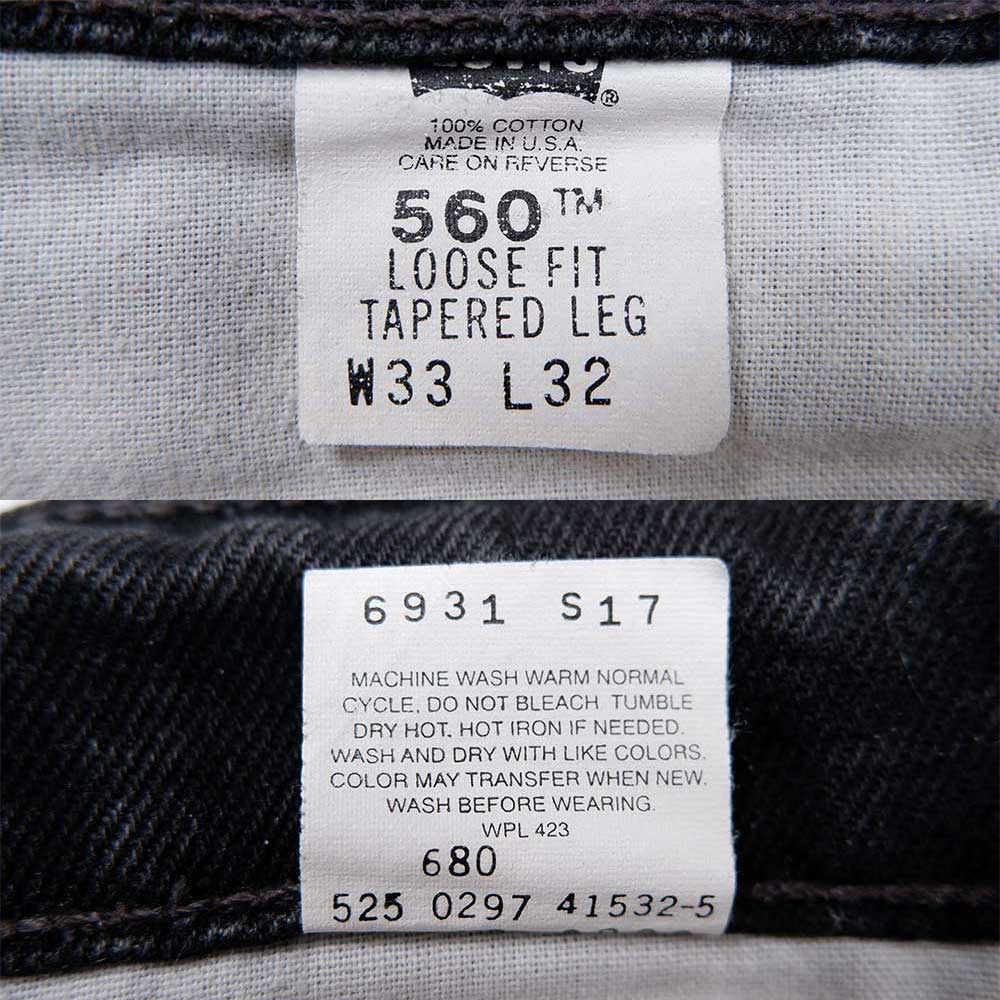 ®
100% COTTON
MADE IN U.S.A.
CARE ON REVERSE
560™
LOOSE FIT
TAPERED LEG
W33 L32
6931 S17
MACHINE WASH WARM NORMAL
CYCLE, DO NOT BLEACH. TUMBLE
DRY HOT. HOT IRON IF NEEDED.
WASH AND DRY WITH LIKE COLORS.
COLOR MAY TRANSFER WHEN NEW.
WASH BEFORE WEARING.
WPL 423
680
525 0297 41532-5